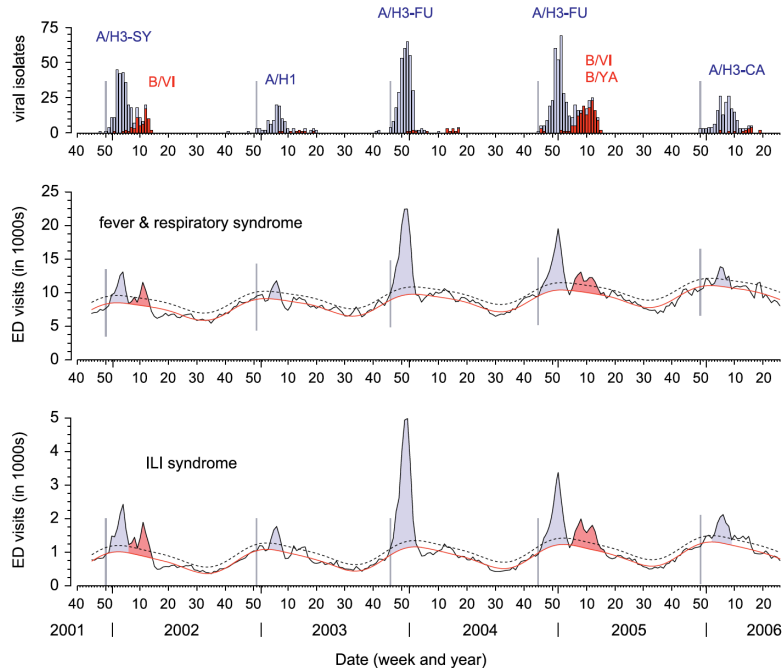 A/H3-FU A/H3-FU
75
A/H3-SY B/VI
B/VI A/H1 B/YA A/H3-CA
50
25
0
viral isolates
40 50 10 20 30 40 50 10 20 30 40 50 10 20 30 40 50 10 20 30 40 50 10 20
25
fever & respiratory syndrome
20
15
10
5
0
ED visits (in 1000s)
40 50 10 20 30 40 50 10 20 30 40 50 10 20 30 40 50 10 20 30 40 50 10 20
5
ILI syndrome
4
3
2
1
0
ED visits (in 1000s)
40 50 10 20 30 40 50 10 20 30 40 50 10 20 30 40 50 10 20 30 40 50 10 20
2001 | 2002 | 2003 | 2004 | 2005 | 2006
Date (week and year)